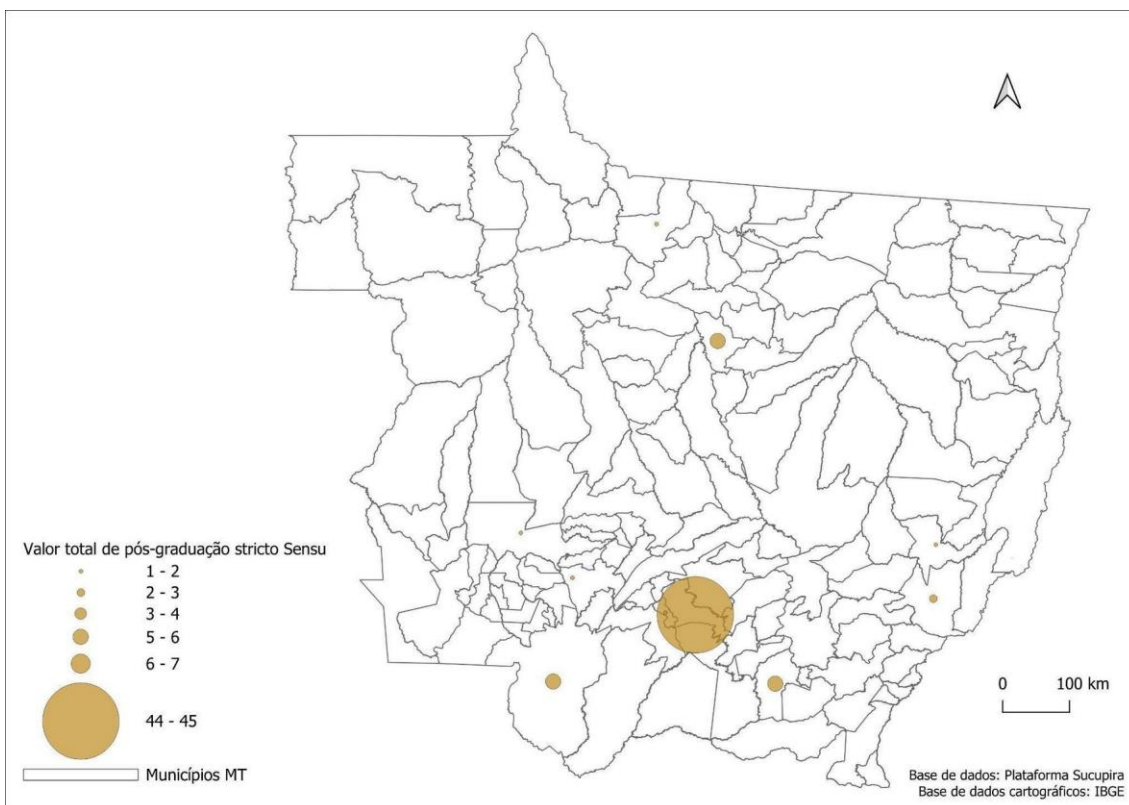 Valor total de pós-graduação stricto Sensu
1 - 2
2 - 3
3 - 4
5 - 6
6 - 7
44 - 45
Municípios MT
0 100 km
Base de dados: Plataforma Sucupira
Base de dados cartográficos: IBGE